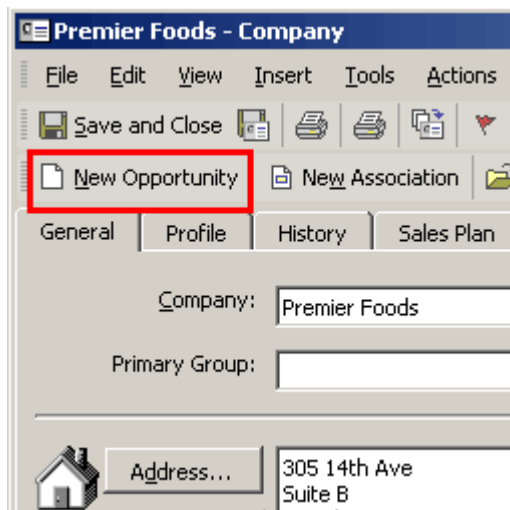 Premier Foods - Company
File Edit View Insert Tools Actions
Save and Close
New Opportunity New Association
General Profile History Sales Plan
Company: Premier Foods
Primary Group:
Address... 305 14th Ave
Suite B